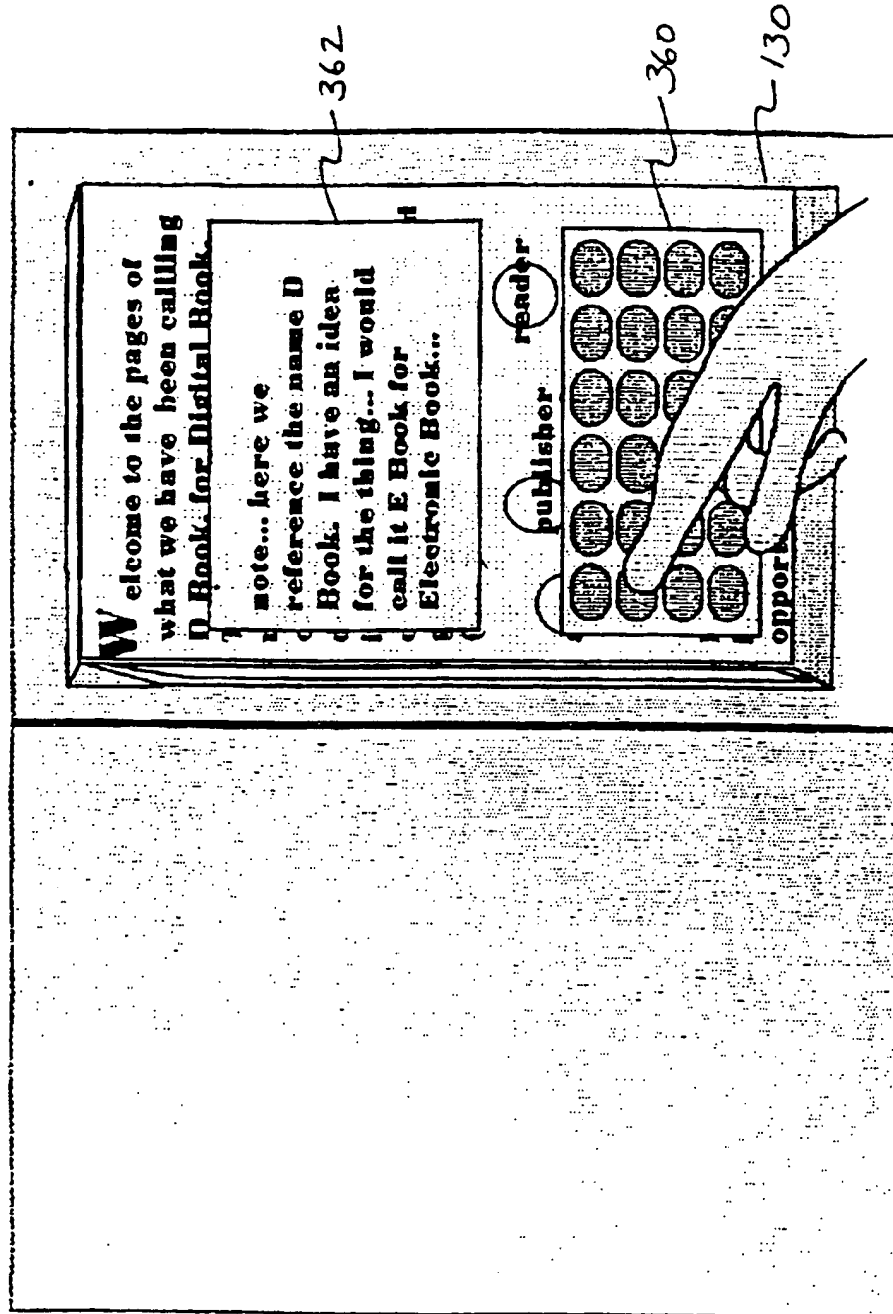 Welcome to the pages of
what we have been callling
D Book, for Digital Book.
note... here we
reference the name D
Book. I have an idea
for the thing... I would
call it E Book for
Electronic Book...
H
publisher
reader
oppor
362
360
130